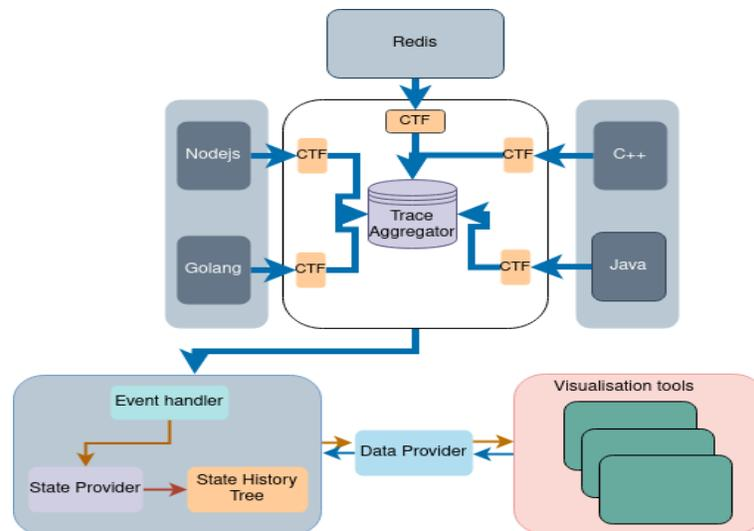 Redis
CTF
Nodejs
CTF
CTF
C++
Trace
Aggregator
Golang
CTF
CTF
Java
Event handler
Visualisation tools
Data Provider
State Provider
State History
Tree